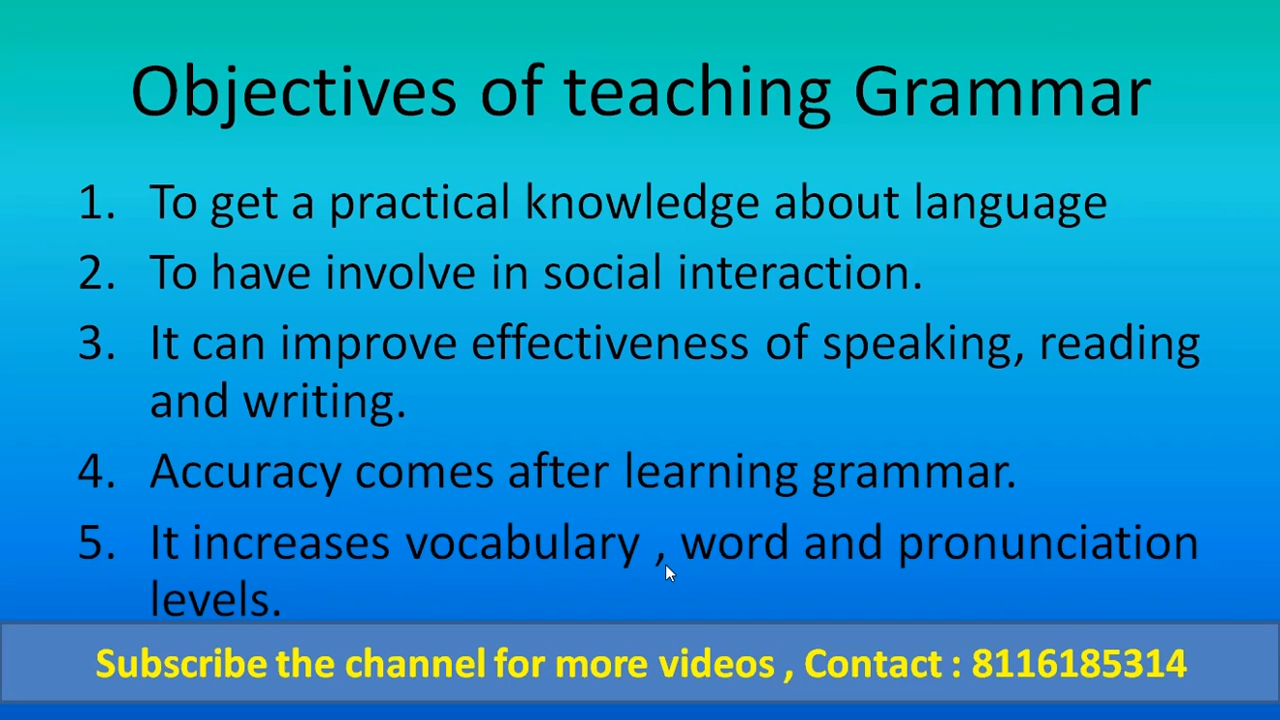 Objectives of teaching Grammar
1. To get a practical knowledge about language
2. To have involve in social interaction.
3. It can improve effectiveness of speaking, reading
and writing.
4. Accuracy comes after learning grammar.
5. It increases vocabulary , word and pronunciation
levels.
Subscribe the channel for more videos , Contact : 8116185314